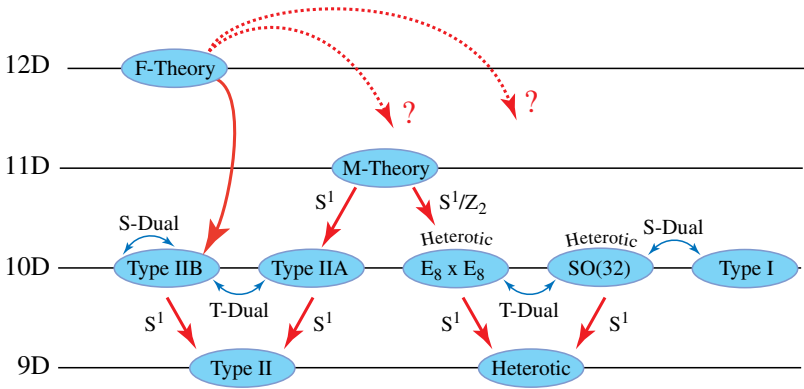 12D
F-Theory
?
?
11D
M-Theory
S¹
S¹/Z₂
S-Dual
Heterotic
Heterotic
S-Dual
10D
Type IIB
Type IIA
E₈ x E₈
SO(32)
Type I
T-Dual
T-Dual
S¹
S¹
S¹
S¹
9D
Type II
Heterotic